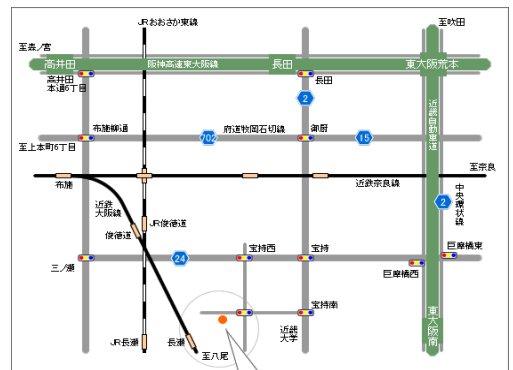 JRおおさか東線
至吹田
至森ノ宮
高井田
阪神高速東大阪線
長田
東大阪荒本
高井田
本通6丁目
長田
2
近畿自動車道
布施柳通
702
府道牧岡石切線
御厨
15
至上本町6丁目
至奈良
布施
近鉄奈良線
近鉄
大阪線
2
中央環状線
JR俊徳道
俊徳道
宝持西
宝持
巨摩橋東
三ノ瀬
24
巨摩橋西
宝持南
東大阪南
近畿
大学
JR長瀬
長瀬
至八尾